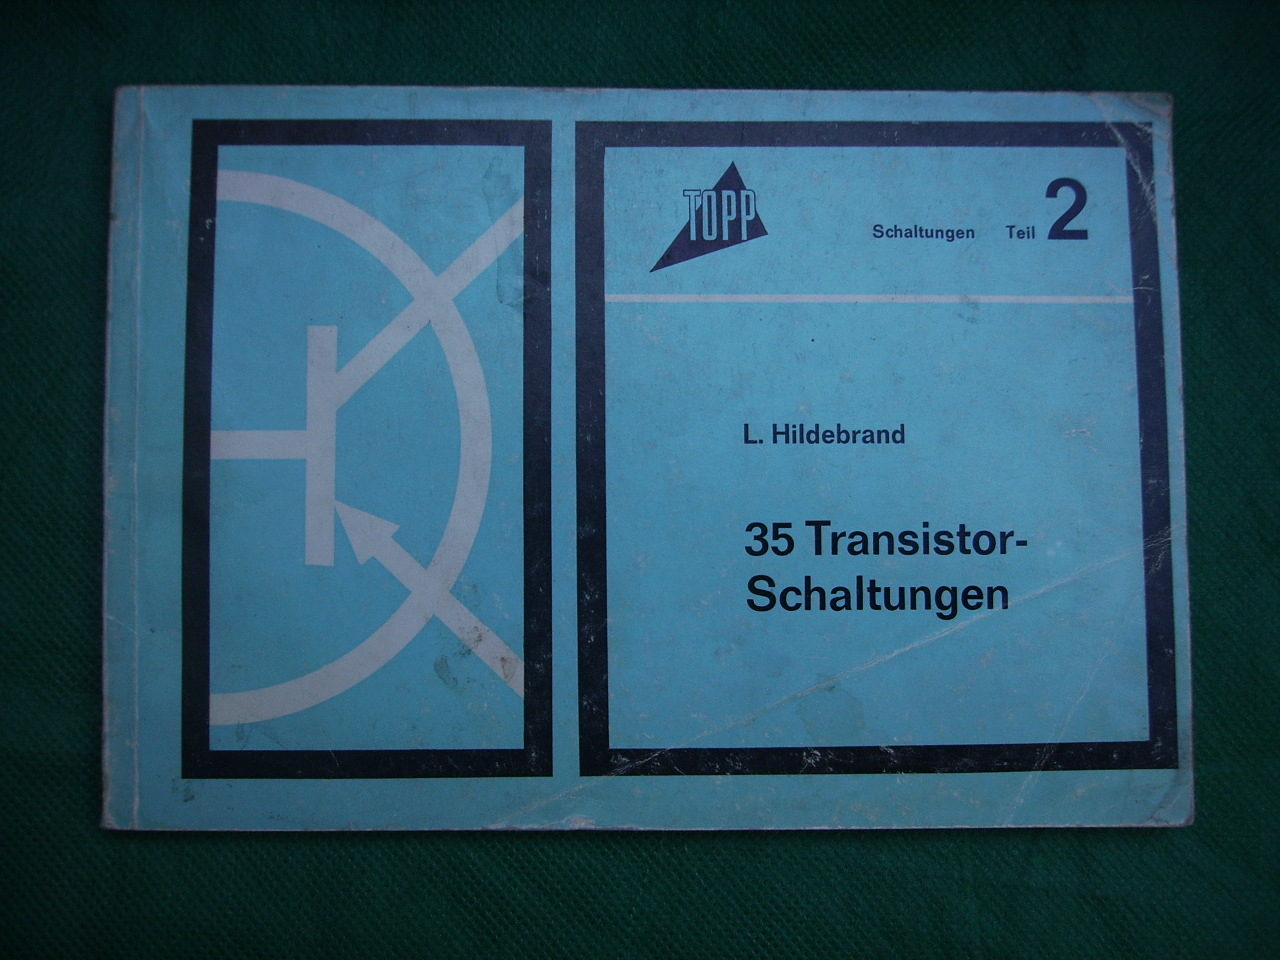 TOPP
Schaltungen Teil 2
L. Hildebrand
35 Transistor-
Schaltungen